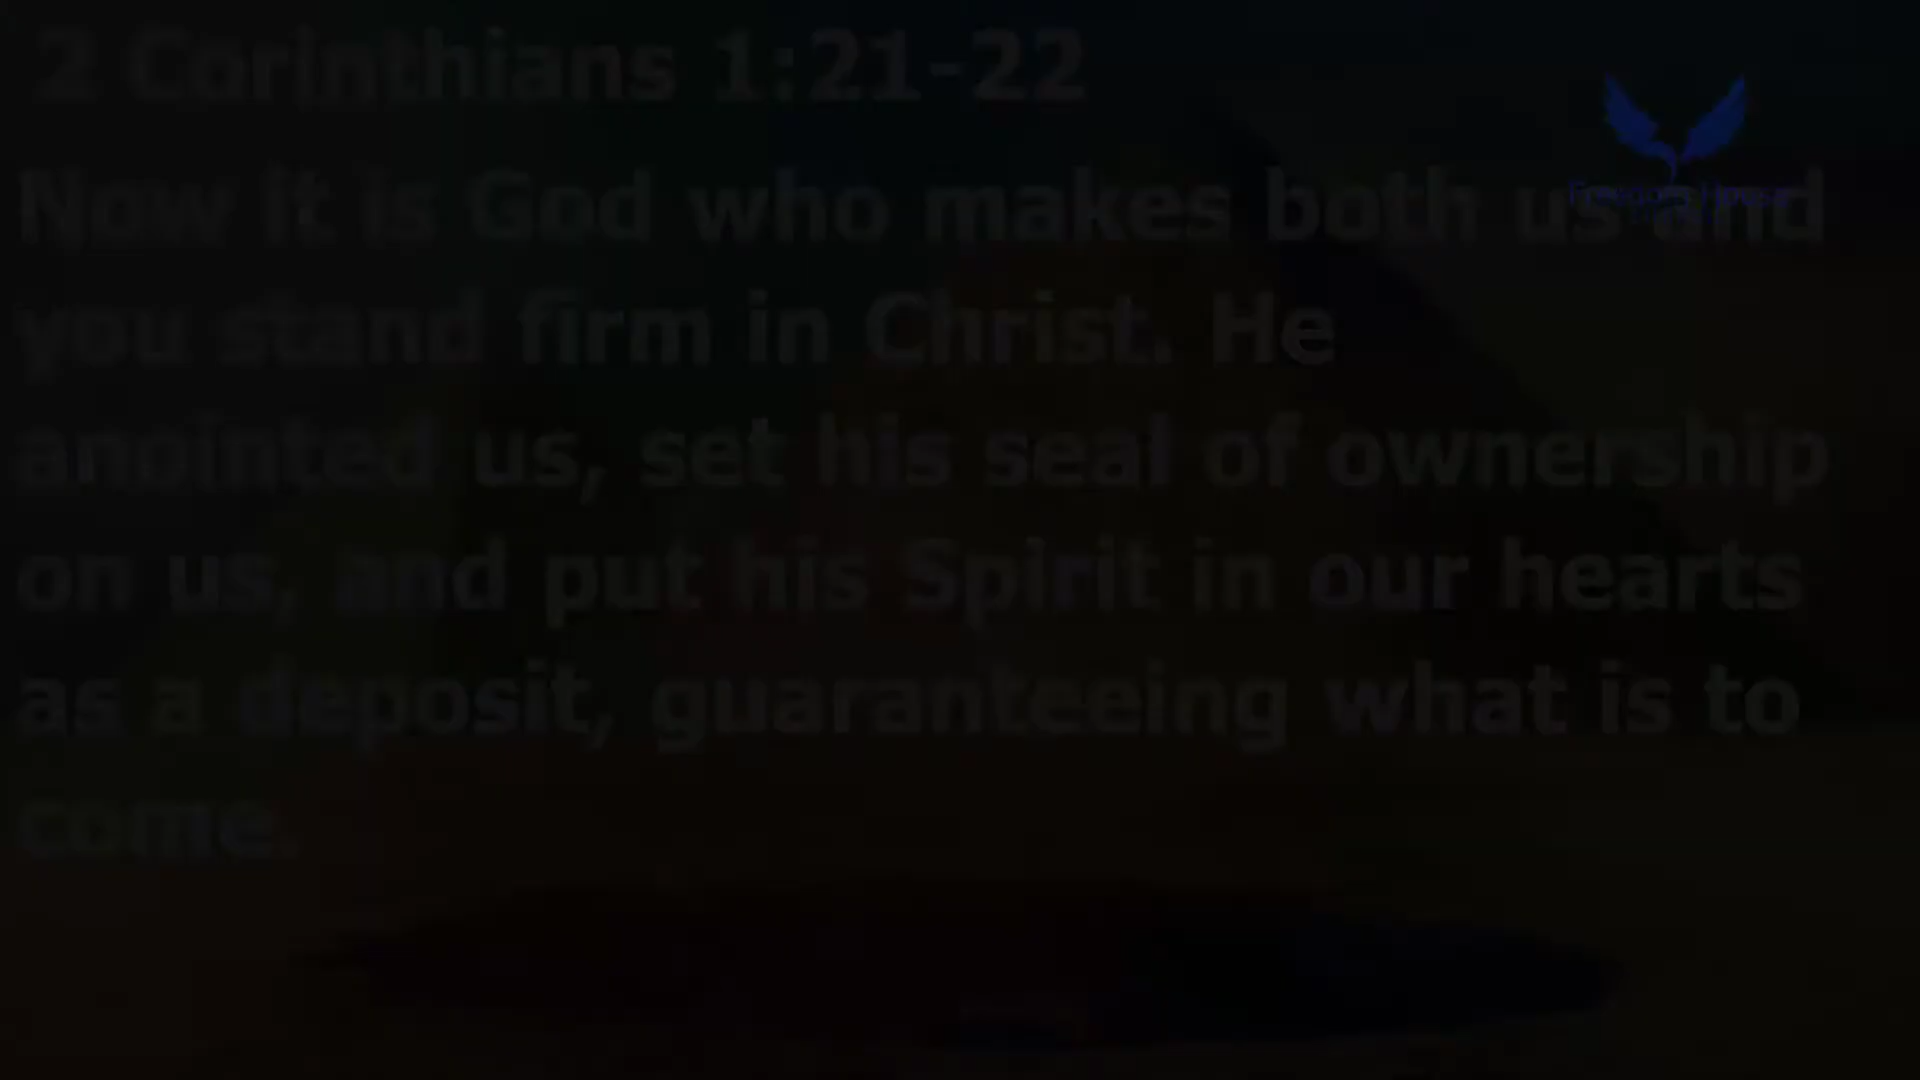 2 Corinthians 1:21-22
Now it is God who makes both us and
you stand firm in Christ. He
anointed us, set his seal of ownership
on us, and put his Spirit in our hearts
as a deposit, guaranteeing what is to
come.
Freedom House